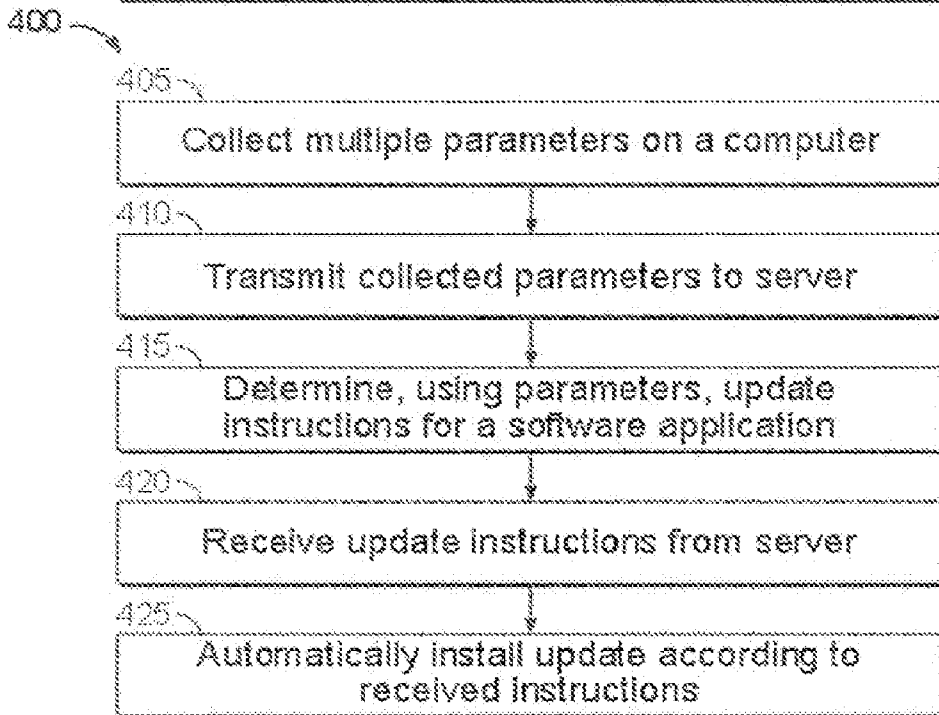 400
405
Collect multiple parameters on a computer
410
Transmit collected parameters to server
415
Determine, using parameters, update
instructions for a software application
420
Receive update instructions from server
425
Automatically install update according to
received instructions